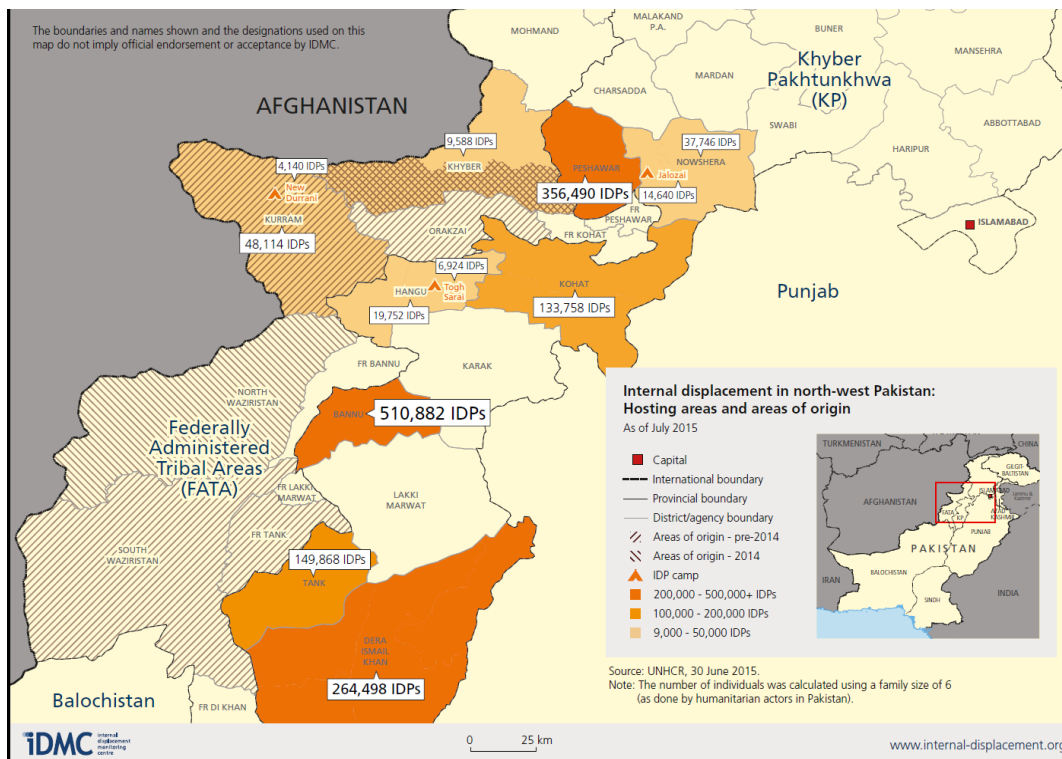 The boundaries and names shown and the designations used on this
map do not imply official endorsement or acceptance by IDMC.
MOHMAND
MALAKAND
P.A.
BUNER
MANSEHRA
Khyber
Pakhtunkhwa
(KP)
MARDAN
CHARSADDA
AFGHANISTAN
SWABI
ABBOTTABAD
HARIPUR
9,588 IDPs
KHYBER
37,746 IDPs
NOWSHERA
4,140 IDPs
New
Durrani
PESHAWAR
356,490 IDPs
Jalozai
14,640 IDPs
FR
PESHAWAR
KURRAM
48,114 IDPs
ORAKZAI
FR KOHAT
ISLAMABAD
6,924 IDPs
HANGU
Togh
Sarai
19,752 IDPs
KOHAT
133,758 IDPs
Punjab
FR BANNU
KARAK
NORTH
WAZIRISTAN
BANNU
510,882 IDPs
Federally
Administered
Tribal Areas
(FATA)
FR LAKKI
MARWAT
LAKKI
MARWAT
FR TANK
SOUTH
WAZIRISTAN
149,868 IDPs
TANK
DERA
ISMAIL
KHAN
264,498 IDPs
Balochistan
FR DI KHAN
Internal displacement in north-west Pakistan:
Hosting areas and areas of origin
As of July 2015
Capital
International boundary
Provincial boundary
District/agency boundary
Areas of origin - pre-2014
Areas of origin - 2014
IDP camp
200,000 - 500,000+ IDPs
100,000 - 200,000 IDPs
9,000 - 50,000 IDPs
TURKMENISTAN
CHINA
GILGIT-
BALTISTAN
AFGHANISTAN
ISLAMABAD
Jammu &
Kashmir
FATA
K.P.
AZAD
KASHMIR
PUNJAB
PAKISTAN
IRAN
BALOCHISTAN
SINDH
INDIA
Source: UNHCR, 30 June 2015.
Note: The number of individuals was calculated using a family size of 6
(as done by humanitarian actors in Pakistan).
iDMC
internal
displacement
monitoring
centre
0 25 km
www.internal-displacement.org